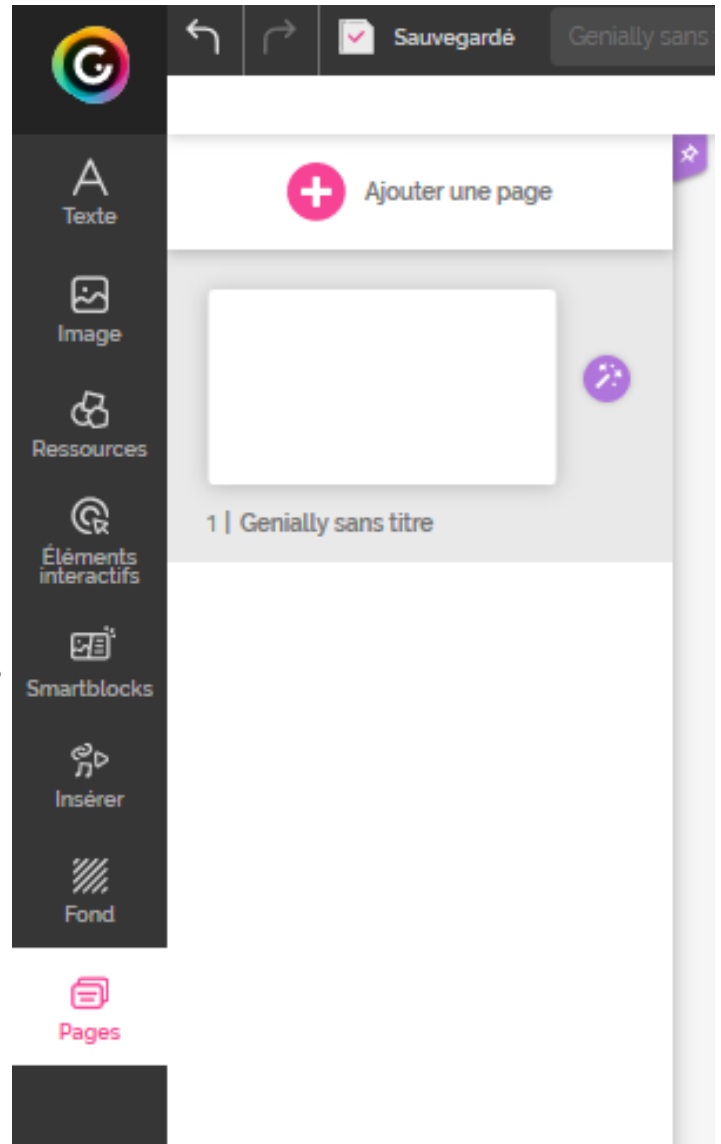 Sauvegardé
Genially sans
Texte
Ajouter une page
Image
Ressources
Éléments
interactifs
1 | Genially sans titre
Smartblocks
Insérer
Fond
Pages